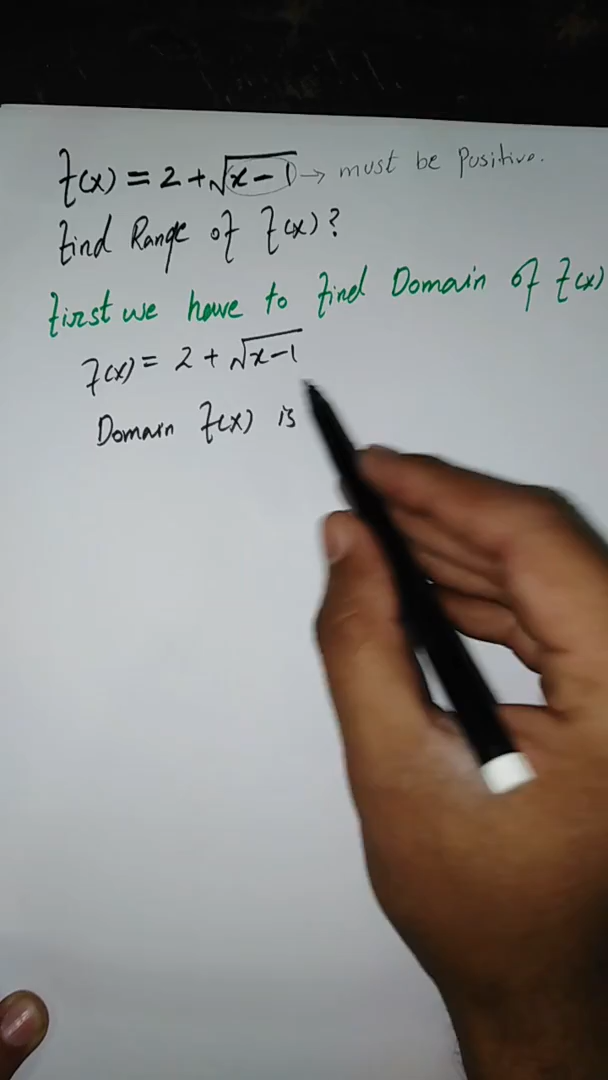 f(x) = 2 + √x-1 → must be Positive.
find Range of f(x)?
first we have to find Domain of f(x)
f(x) = 2 + √x-1
Domain f(x) is